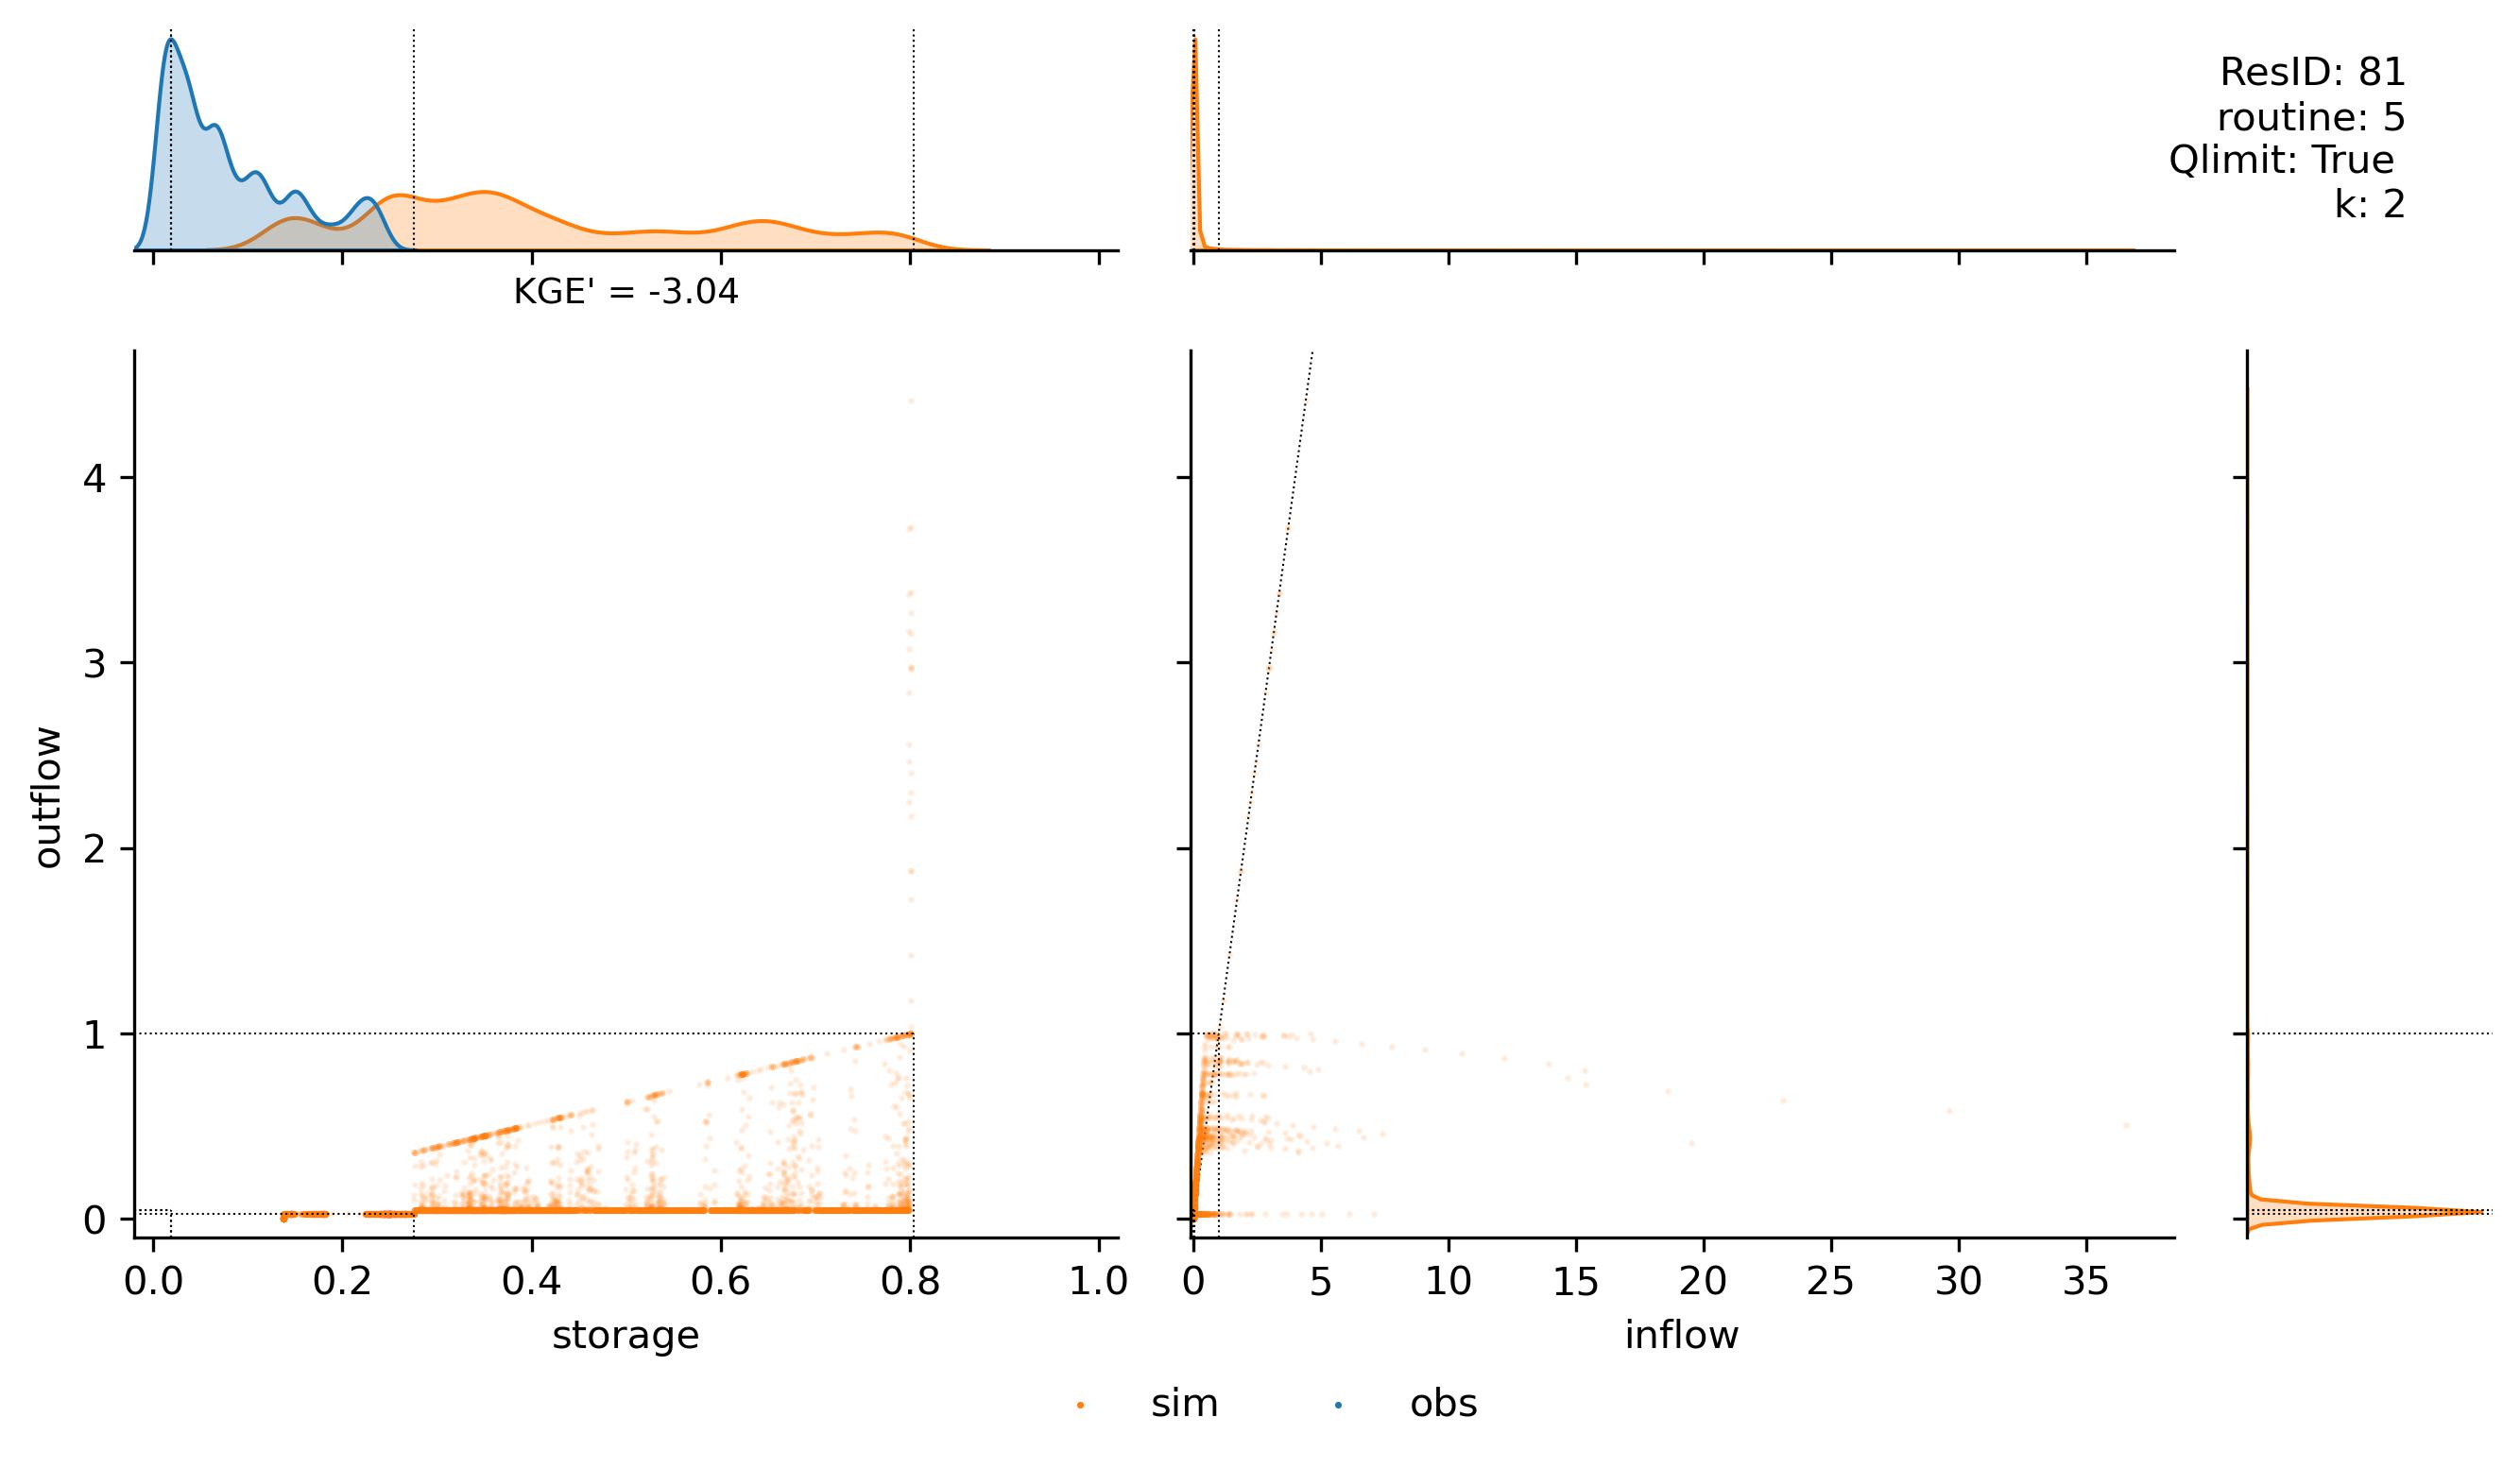 ResID: 81
routine: 5
Qlimit: True
k: 2
KGE' = -3.04
4
3
2
1
0
outflow
0.0 0.2 0.4 0.6 0.8 1.0
0 5 10 15 20 25 30 35
storage
inflow
sim obs